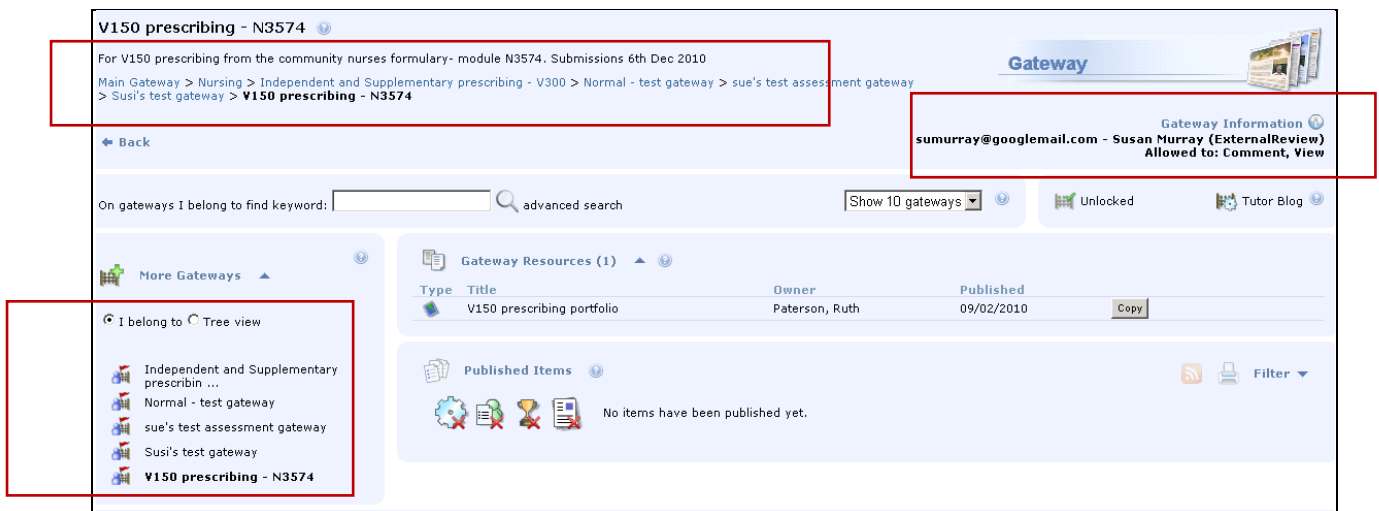 V150 prescribing - N3574
For V150 prescribing from the community nurses formulary- module N3574. Submissions 6th Dec 2010
Main Gateway > Nursing > Independent and Supplementary prescribing - V300 > Normal - test gateway > sue's test assessment gateway
> Susi's test gateway > V150 prescribing - N3574
Gateway
Gateway Information
sumurray@googlemail.com - Susan Murray (ExternalReview)
Allowed to: Comment, View
Back
On gateways I belong to find keyword:
advanced search
Show 10 gateways
Unlocked
Tutor Blog
More Gateways
I belong to
Tree view
Independent and Supplementary
prescribin ...
Normal - test gateway
sue's test assessment gateway
Susi's test gateway
V150 prescribing - N3574
Gateway Resources (1)
Type Title Owner Published
V150 prescribing portfolio Paterson, Ruth 09/02/2010 Copy
Published Items
Filter
No items have been published yet.